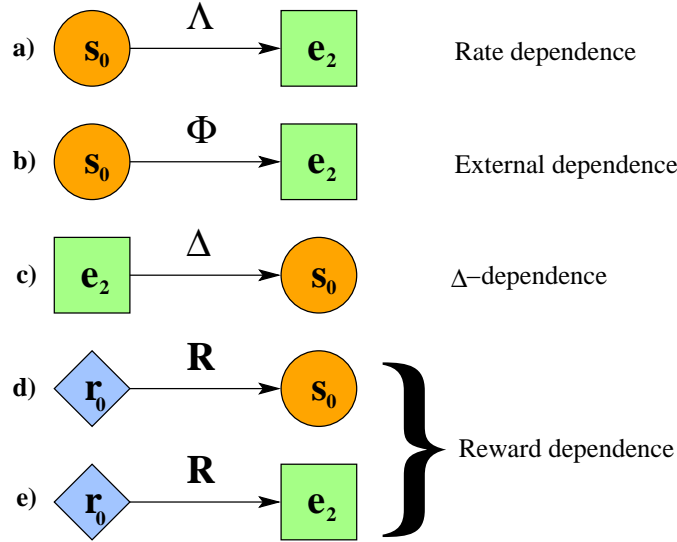 Λ
a) s0 e2 Rate dependence
Φ
b) s0 e2 External dependence
Δ
c) e2 s0 Δ−dependence
R
d) r0 s0
Reward dependence
R
e) r0 e2